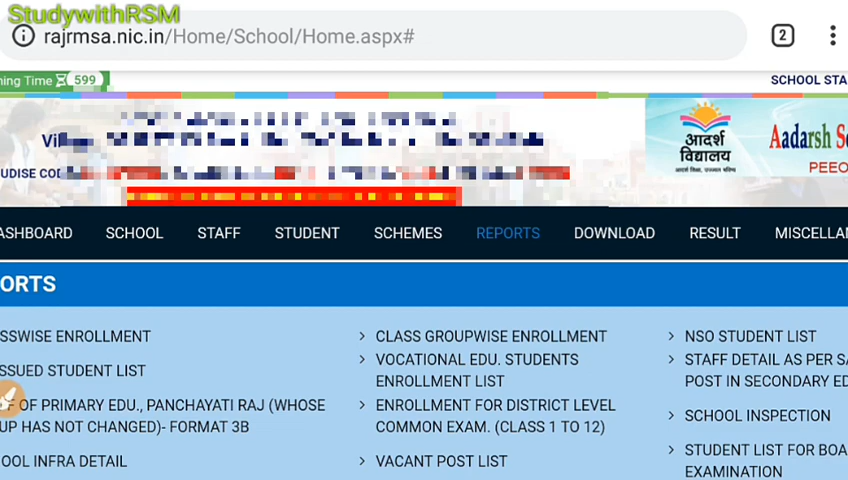 StudywithRSM
rajrmsa.nic.in/Home/School/Home.aspx#
2
ning Time 599
SCHOOL STA
आदर्श
विद्यालय
Aadarsh Sc
PEEO
UDISE COD
ASHBOARD SCHOOL STAFF STUDENT SCHEMES REPORTS DOWNLOAD RESULT MISCELLAN
ORTS
SSWISE ENROLLMENT
SSUED STUDENT LIST
F OF PRIMARY EDU., PANCHAYATI RAJ (WHOSE
UP HAS NOT CHANGED)- FORMAT 3B
OOL INFRA DETAIL
CLASS GROUPWISE ENROLLMENT
VOCATIONAL EDU. STUDENTS
ENROLLMENT LIST
ENROLLMENT FOR DISTRICT LEVEL
COMMON EXAM. (CLASS 1 TO 12)
VACANT POST LIST
NSO STUDENT LIST
STAFF DETAIL AS PER SA
POST IN SECONDARY ED
SCHOOL INSPECTION
STUDENT LIST FOR BOA
EXAMINATION